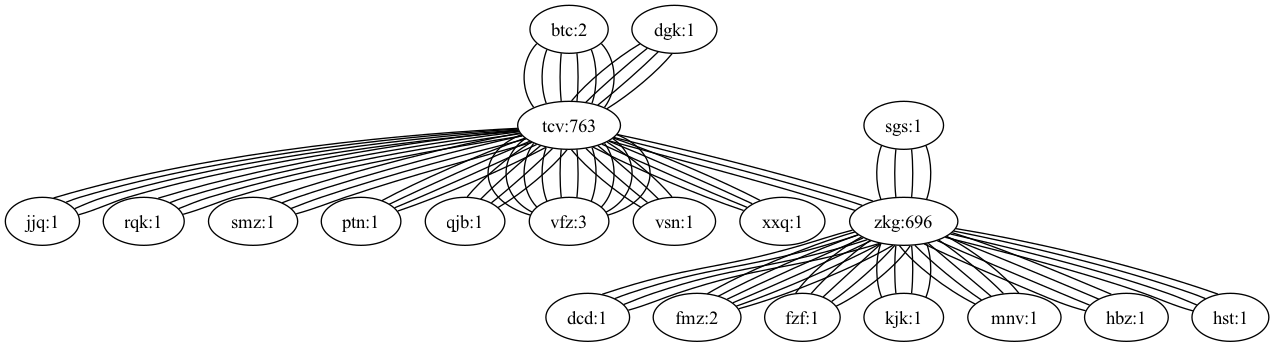 btc:2 dgk:1
tcv:763 sgs:1
jjq:1 rqk:1 smz:1 ptn:1 qjb:1 vfz:3 vsn:1 xxq:1 zkg:696
dcd:1 fmz:2 fzf:1 kjk:1 mnv:1 hbz:1 hst:1